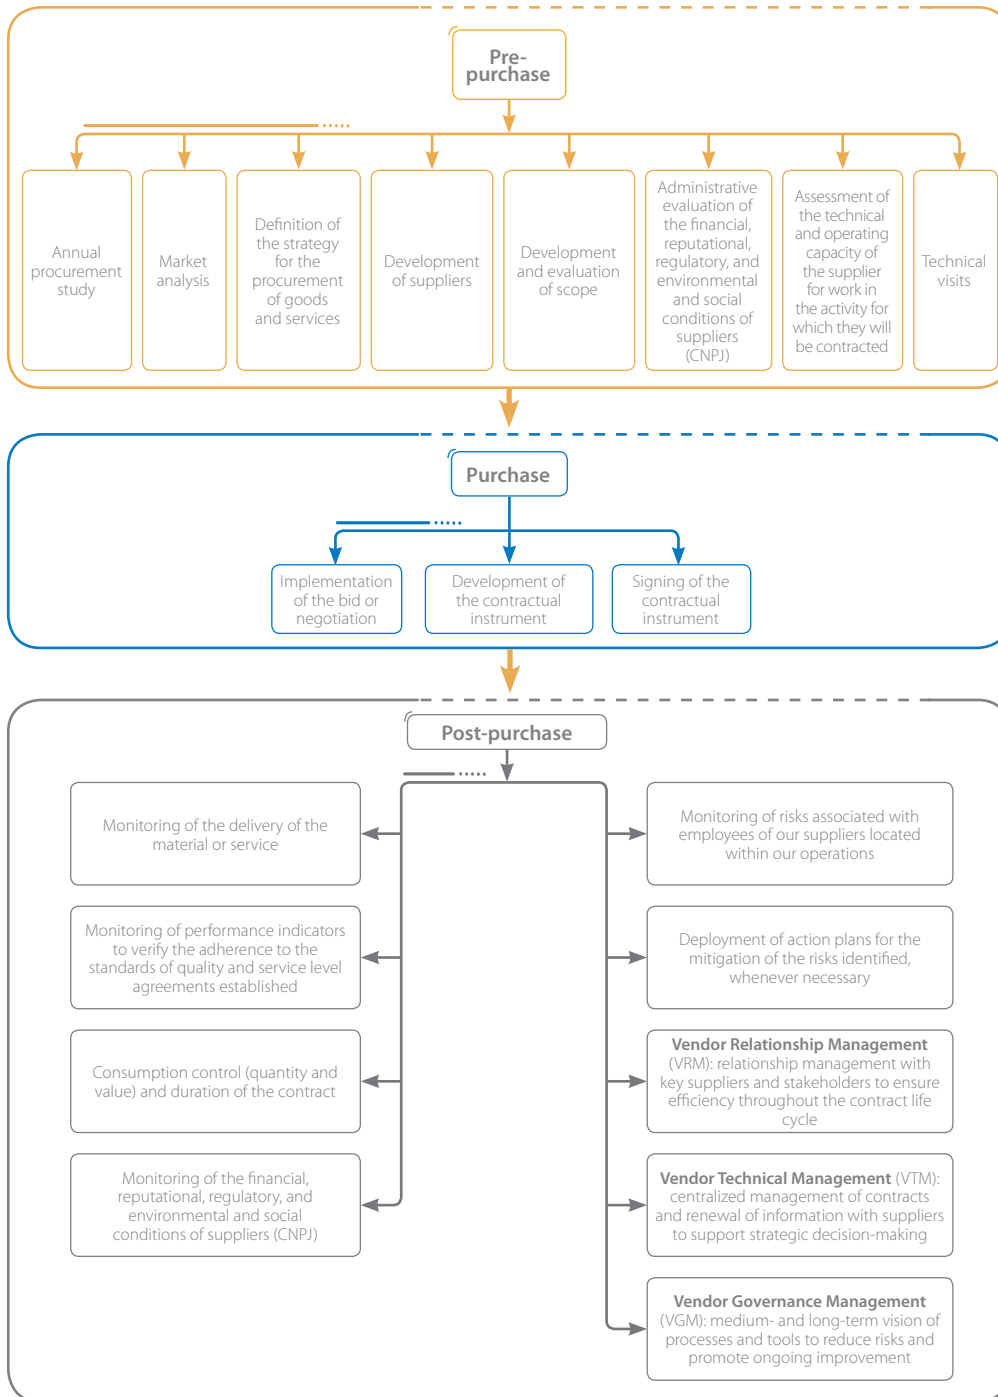 Pre-
purchase
Annual
procurement
study
Market
analysis
Definition of
the strategy
for the
procurement
of goods
and services
Development
of suppliers
Development
and evaluation
of scope
Administrative
evaluation of
the financial,
reputational,
regulatory, and
environmental
and social
conditions of
suppliers
(CNPJ)
Assessment of
the technical
and operating
capacity of
the supplier
for work in
the activity for
which they will
be contracted
Technical
visits
Purchase
Implementation
of the bid or
negotiation
Development of
the contractual
instrument
Signing of the
contractual
instrument
Post-purchase
Monitoring of the delivery of the
material or service
Monitoring of performance indicators
to verify the adherence to the
standards of quality and service level
agreements established
Consumption control (quantity and
value) and duration of the contract
Monitoring of the financial,
reputational, regulatory, and
environmental and social
conditions of suppliers (CNPJ)
Monitoring of risks associated with
employees of our suppliers located
within our operations
Deployment of action plans for the
mitigation of the risks identified,
whenever necessary
Vendor Relationship Management
(VRM): relationship management with
key suppliers and stakeholders to ensure
efficiency throughout the contract life
cycle
Vendor Technical Management (VTM):
centralized management of contracts
and renewal of information with suppliers
to support strategic decision-making
Vendor Governance Management
(VGM): medium- and long-term vision of
processes and tools to reduce risks and
promote ongoing improvement